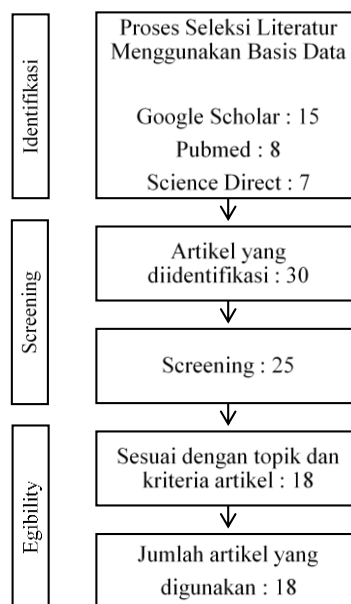 Identifikasi
Proses Seleksi Literatur
Menggunakan Basis Data
Google Scholar : 15
Pubmed : 8
Science Direct : 7
Screening
Artikel yang
diidentifikasi : 30
Screening : 25
Egibility
Sesuai dengan topik dan
kriteria artikel : 18
Jumlah artikel yang
digunakan : 18